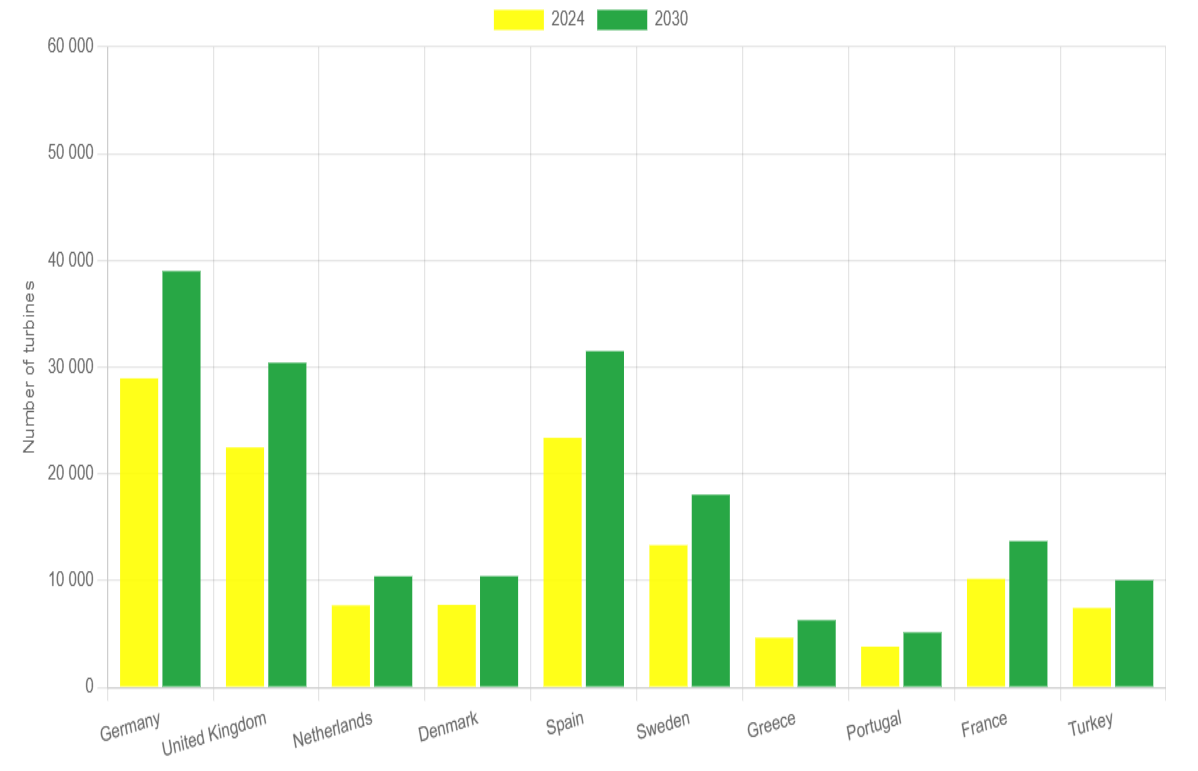 2024 2030
60 000
50 000
40 000
30 000
20 000
10 000
0
Number of turbines
Germany
United Kingdom
Netherlands
Denmark
Spain
Sweden
Greece
Portugal
France
Turkey